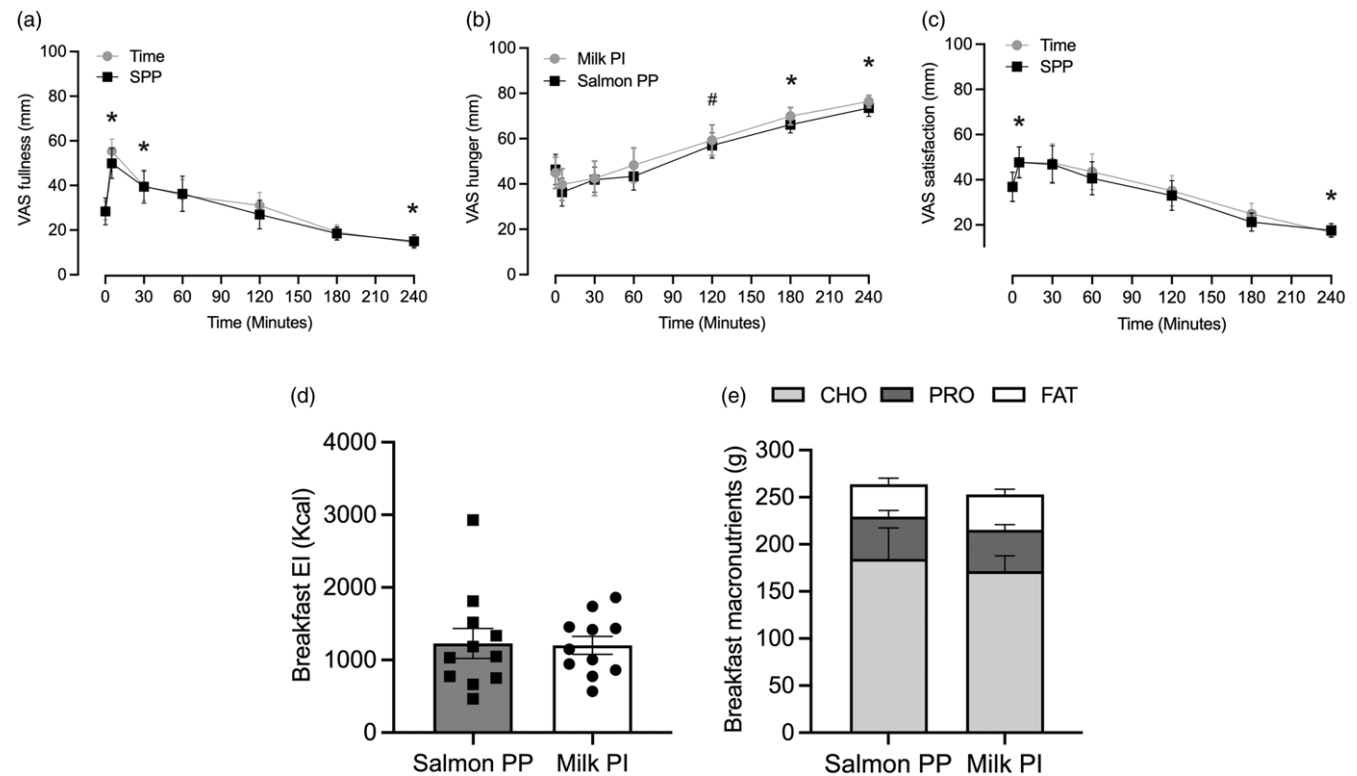 (a)
Time
SPP
VAS fullness (mm)
100
80
60
40
20
0
*
*
*
0 30 60 90 120 150 180 210 240
Time (Minutes)
(b)
Milk PI
Salmon PP
VAS hunger (mm)
100
80
60
40
20
0
#
*
*
0 30 60 90 120 150 180 210 240
Time (Minutes)
(c)
Time
SPP
VAS satisfaction (mm)
100
80
60
40
20
*
*
0 30 60 90 120 150 180 210 240
Time (Minutes)
(d)
Breakfast EI (Kcal)
4000
3000
2000
1000
0
Salmon PP Milk PI
(e)
CHO PRO FAT
Breakfast macronutrients (g)
300
250
200
150
100
50
0
Salmon PP Milk PI